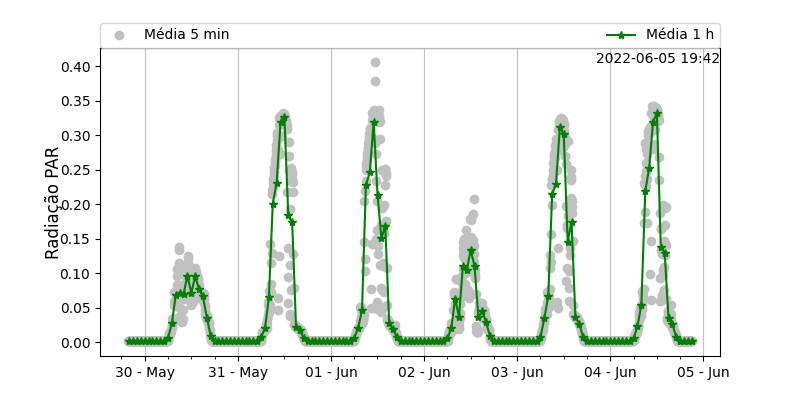 Média 5 min
Média 1 h
2022-06-05 19:42
Radiação PAR
0.40
0.35
0.30
0.25
0.20
0.15
0.10
0.05
0.00
30 - May
31 - May
01 - Jun
02 - Jun
03 - Jun
04 - Jun
05 - Jun